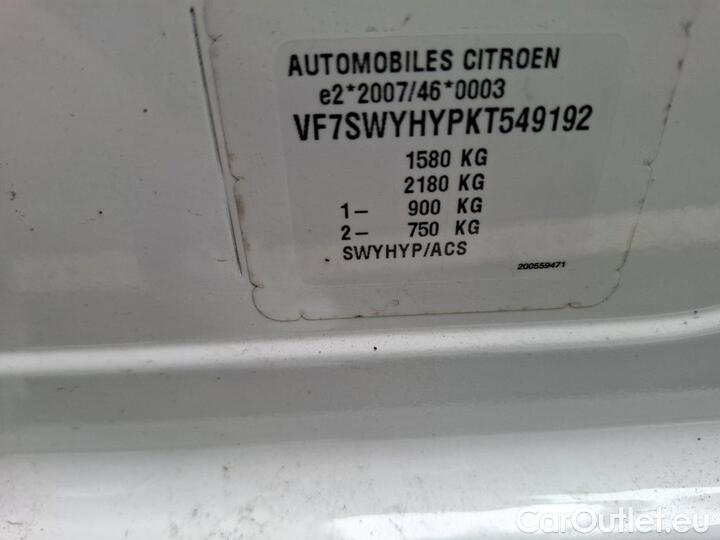 AUTOMOBILES CITROEN
e2*2007/46*0003
VF7SWYHYPKT549192
1580 KG
2180 KG
1- 900 KG
2- 750 KG
SWYHYP/ACS
200559471
CarOutlet.eu